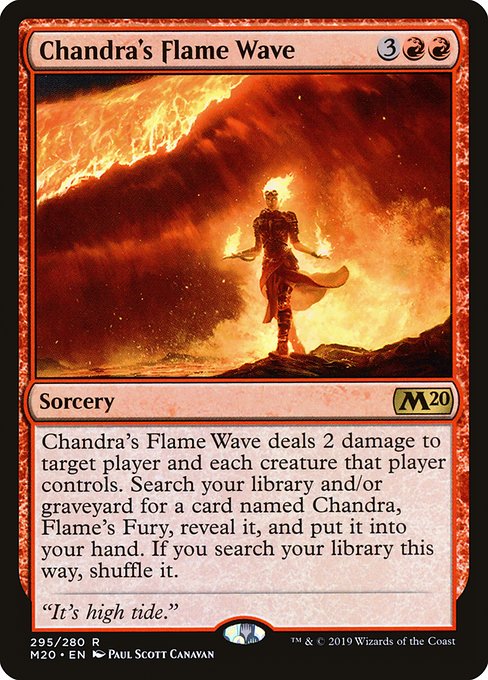 Chandra's Flame Wave 3
Sorcery M20
Chandra's Flame Wave deals 2 damage to
target player and each creature that player
controls. Search your library and/or
graveyard for a card named Chandra,
Flame's Fury, reveal it, and put it into
your hand. If you search your library this
way, shuffle it.
“It's high tide.”
295/280 R
M20 • EN PAUL SCOTT CANAVAN
™ & © 2019 Wizards of the Coast